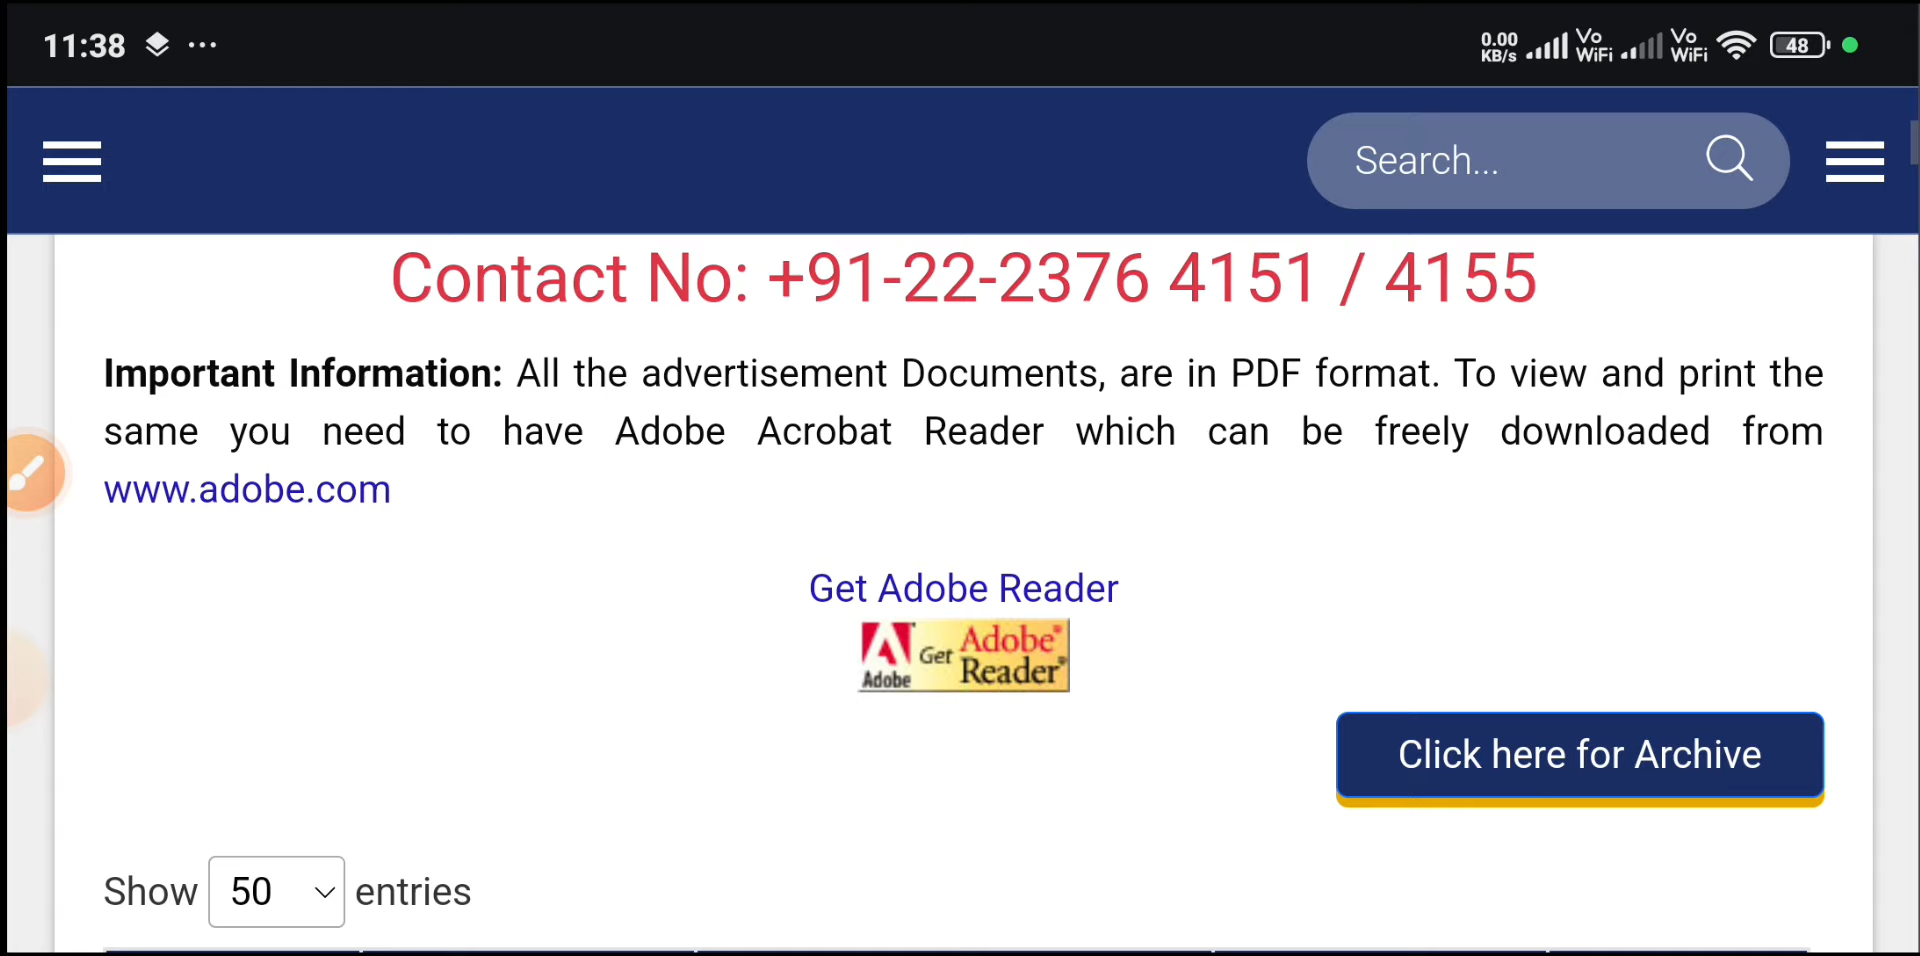 11:38 ...
0.00 KB/s Vo WiFi Vo WiFi 48
Search...
Contact No: +91-22-2376 4151 / 4155
Important Information: All the advertisement Documents, are in PDF format. To view and print the
same you need to have Adobe Acrobat Reader which can be freely downloaded from
www.adobe.com
Get Adobe Reader
Adobe Get Adobe® Reader®
Click here for Archive
Show 50 entries